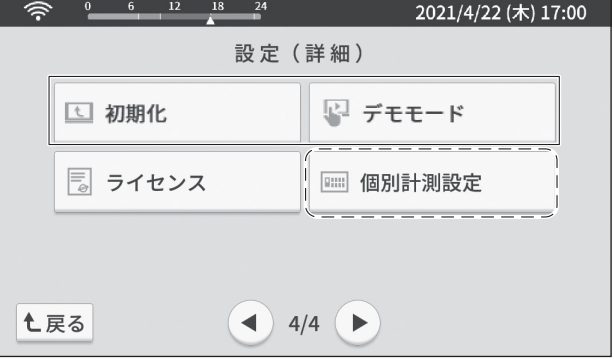 0 6 12 18 24 2021/4/22 (木) 17:00
設定（詳細）
初期化 デモモード
ライセンス 個別計測設定
戻る 4/4